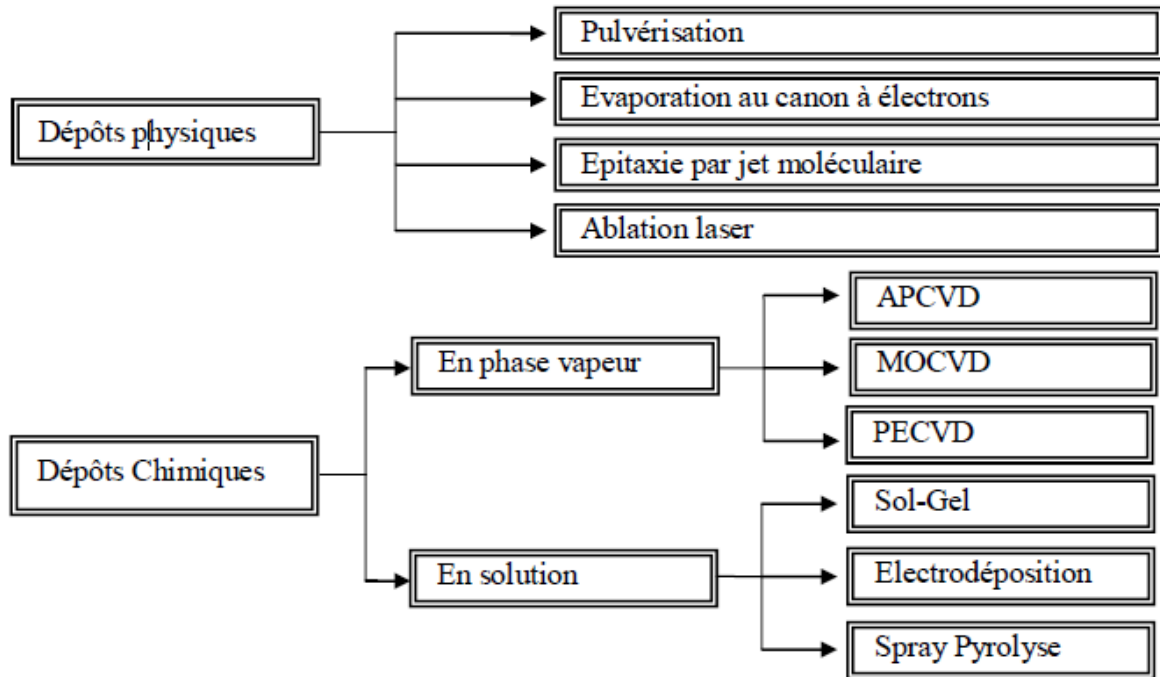 Dépôts physiques
Pulvérisation
Evaporation au canon à électrons
Epitaxie par jet moléculaire
Ablation laser
Dépôts Chimiques
En phase vapeur
APCVD
MOCVD
PECVD
En solution
Sol-Gel
Electrodéposition
Spray Pyrolyse